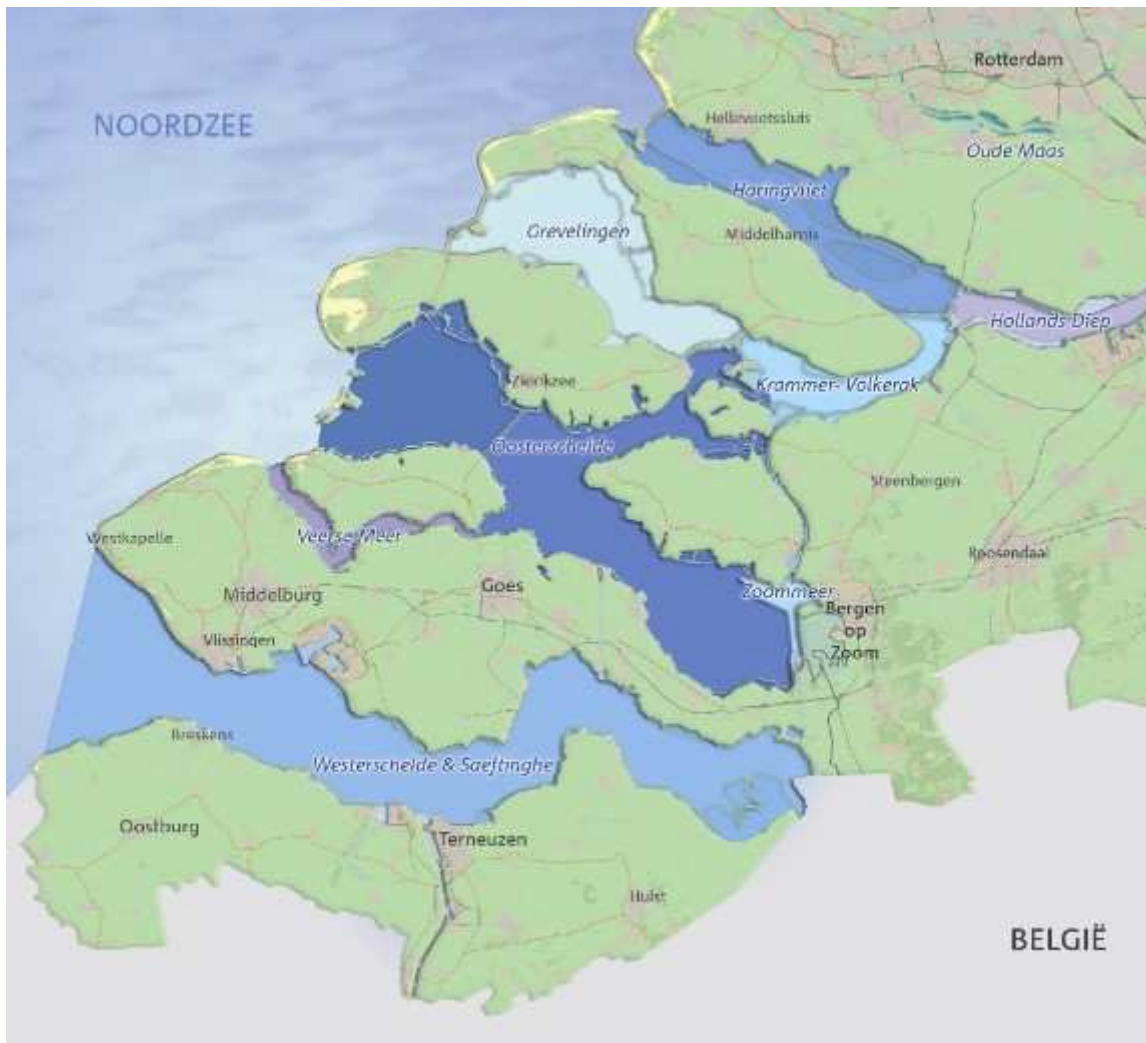 Rotterdam
NOORDZEE
Hellevoetssluis
Oude Maas
Haringvliet
Grevelingen
Middelharnis
Hollands Diep
Zierikzee
Krammer- Volkerak
Oosterschelde
Steenbergen
Westkapelle
Veerse Meer
Roosendaal
Goes
Middelburg
Zoommeer
Bergen
op
Zoom
Vlissingen
Breskens
Westerschelde & Saeftinghe
Oostburg
Terneuzen
Hulst
BELGIË